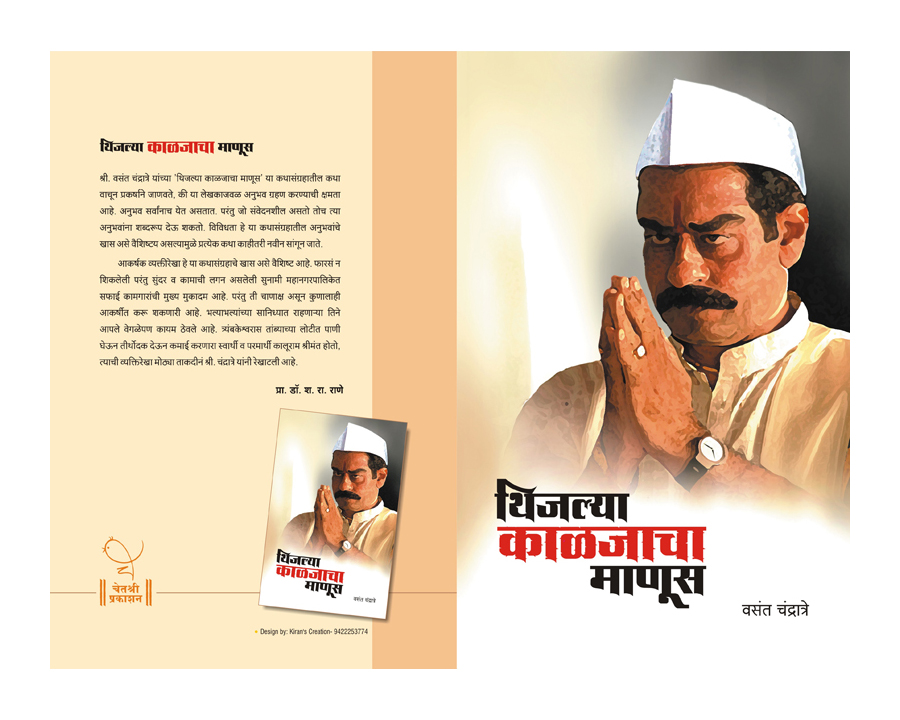 थिजल्या काळजाचा माणूस
श्री. वसंत चंद्रात्रे यांच्या 'थिजल्या काळजाचा माणूस' या कथासंग्रहातील कथा
वाचून प्रकर्षाने जाणवते, की या लेखकाजवळ अनुभव ग्रहण करण्याची क्षमता
आहे. अनुभव सर्वांनाच येत असतात. परंतु जो संवेदनशील असतो तोच त्या
अनुभवांना शब्दरूप देऊ शकतो. विविधता हे या कथासंग्रहातील अनुभवांचे
खास असे वैशिष्टय असल्यामुळे प्रत्येक कथा काहीतरी नवीन सांगून जाते.
आकर्षक व्यक्तीरेखा हे या कथासंग्रहाचे खास असे वैशिष्ट आहे. फारसं न
शिकलेली परंतु सुंदर व कामाची लगन असलेली सुनामी महानगरपालिकेत
सफाई कामगारांची मुख्य मुकादम आहे. परंतु ती चाणाक्ष असून कुणालाही
आकर्षीत करू शकणारी आहे. भल्याभल्यांच्या सानिध्यात राहणाऱ्या तिने
आपले वेगळेपण कायम ठेवले आहे. त्र्यंबकेश्वरास तांब्याच्या लोटीत पाणी
घेऊन तीर्थोदक देऊन कमाई करणारा स्वार्थी व परमार्थी कालूराम श्रीमंत होतो,
त्याची व्यक्तिरेखा मोठ्या ताकदीनं श्री. चंद्रात्रे यांनी रेखाटली आहे.
प्रा. डॉ. श. रा. राणे
थिजल्या
काळजाचा
माणूस
वसंत चंद्रात्रे
चेतश्री
प्रकाशन
Design by: Kiran's Creation- 9422253774
थिजल्या
काळजाचा
माणूस
वसंत चंद्रात्रे